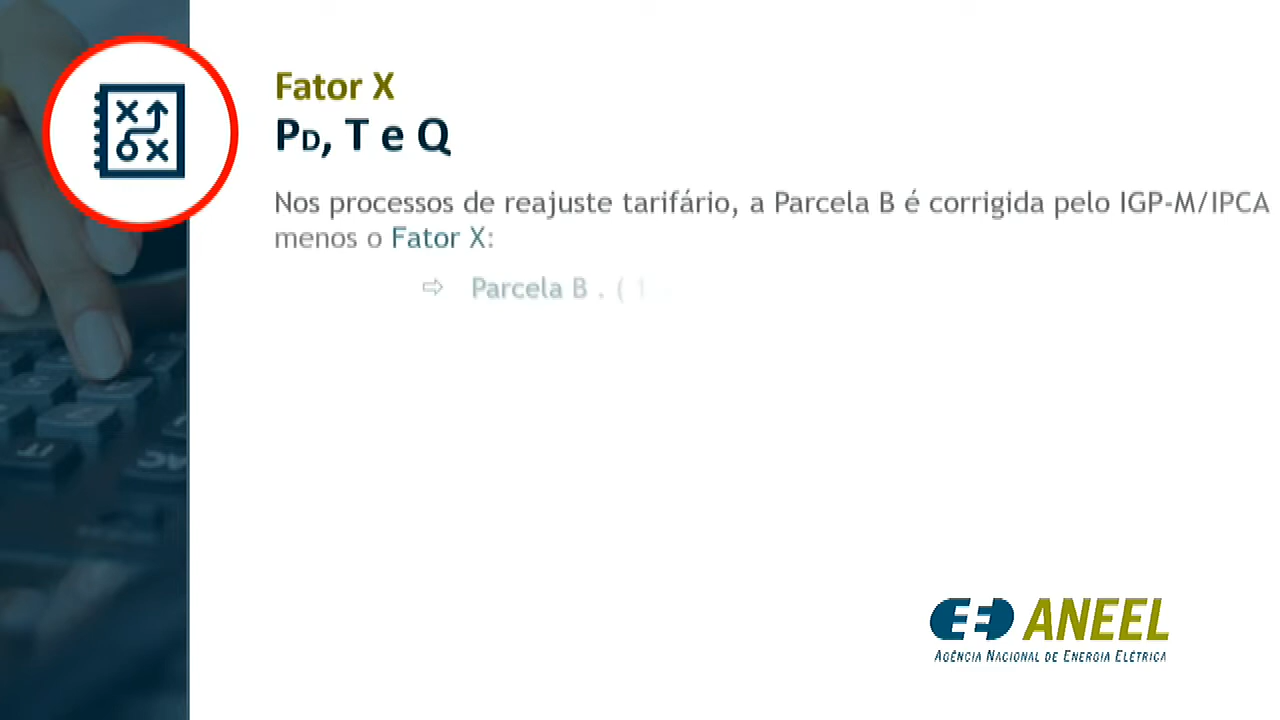 Fator X
PD, T e Q
Nos processos de reajuste tarifário, a Parcela B é corrigida pelo IGP-M/IPCA
menos o Fator X:
⇨ Parcela B . ( 1
ANEEL
AGÊNCIA NACIONAL DE ENERGIA ELÉTRICA